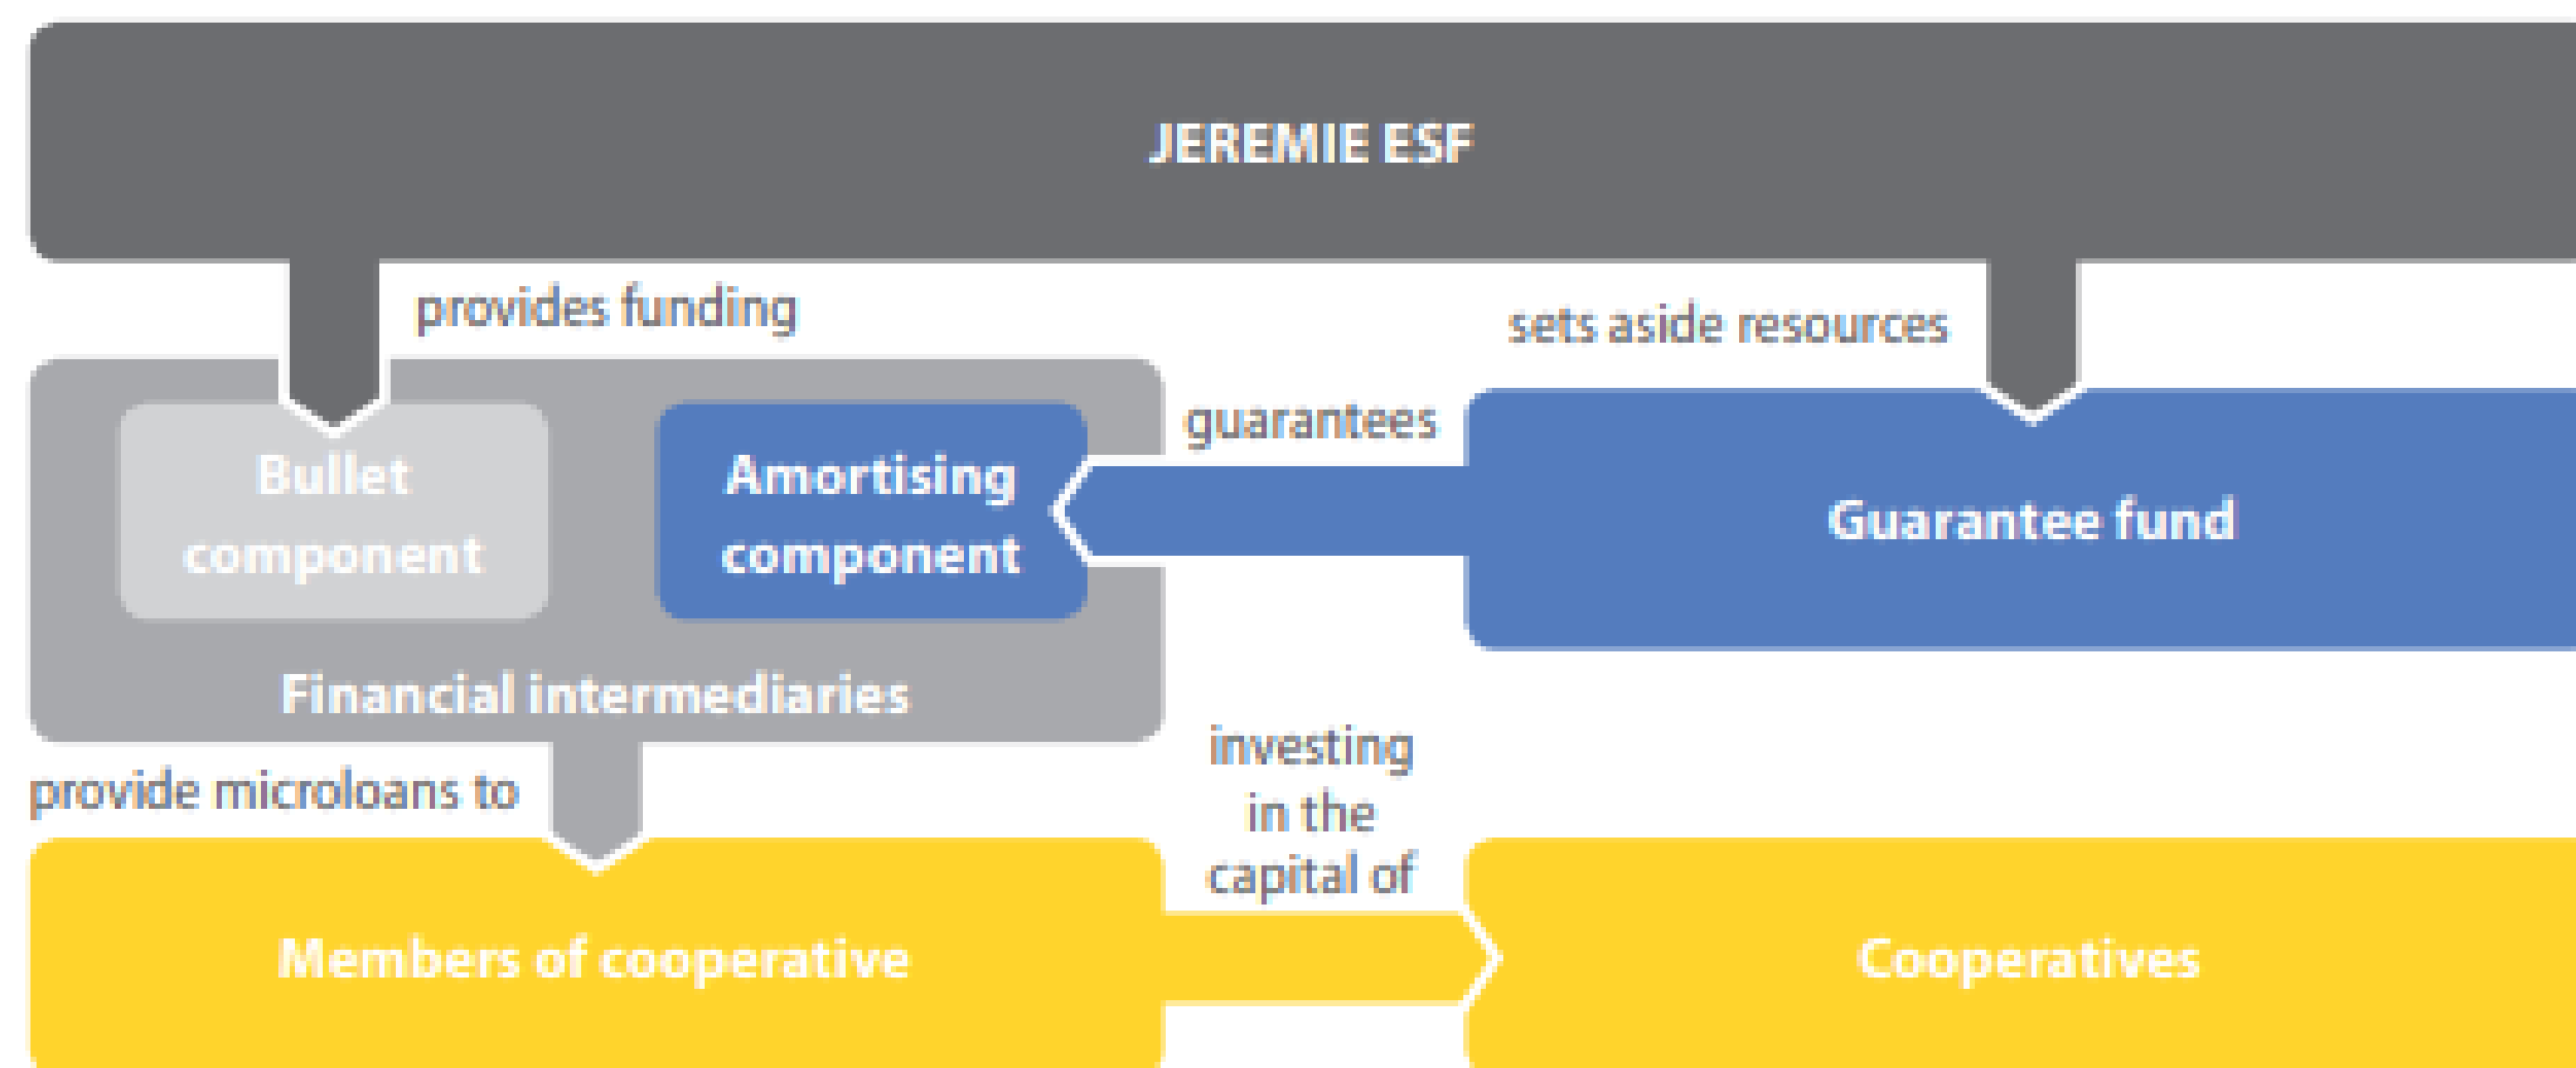 JEREMIE ESF
provides funding
sets aside resources
guarantees
Bullet
component
Amortising
component
Guarantee fund
Financial intermediaries
provide microloans to
investing
in the
capital of
Members of cooperative
Cooperatives